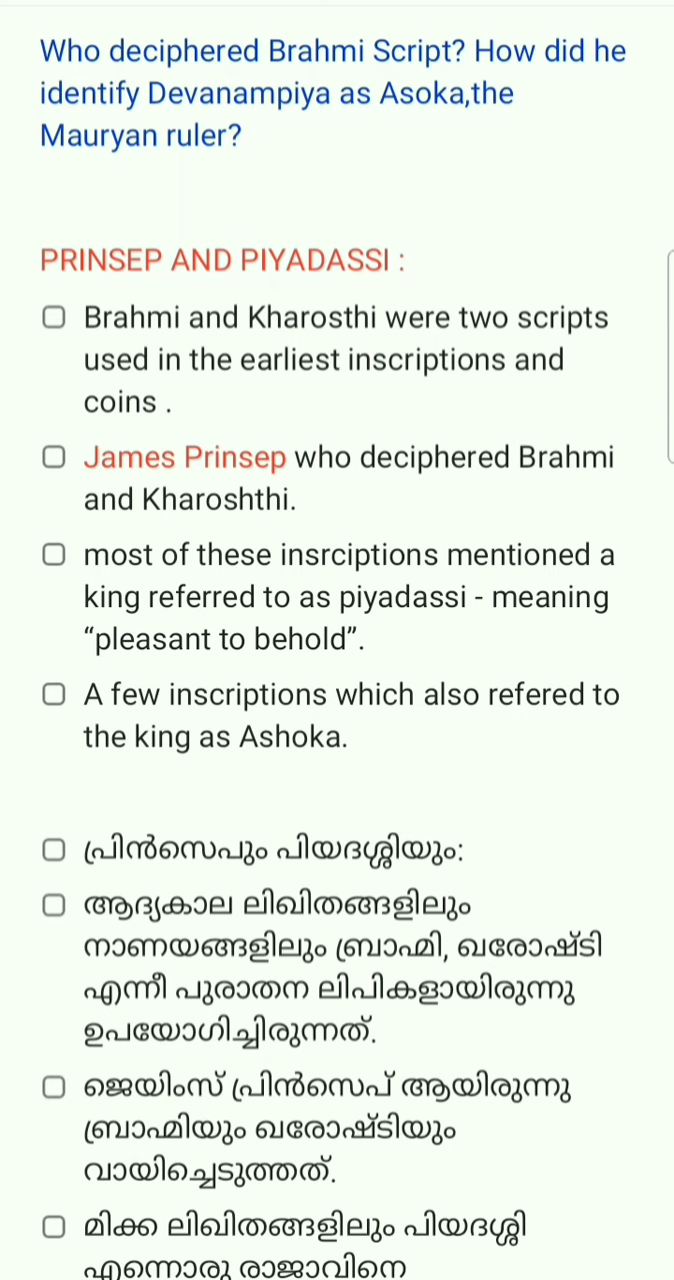 Who deciphered Brahmi Script? How did he
identify Devanampiya as Asoka,the
Mauryan ruler?
PRINSEP AND PIYADASSI :
Brahmi and Kharosthi were two scripts
used in the earliest inscriptions and
coins .
James Prinsep who deciphered Brahmi
and Kharoshthi.
most of these insrciptions mentioned a
king referred to as piyadassi - meaning
“pleasant to behold”.
A few inscriptions which also refered to
the king as Ashoka.
പ്രിൻസെപും പിയദശ്ശിയും:
ആദ്യകാല ലിഖിതങ്ങളിലും
നാണയങ്ങളിലും ബ്രാഹ്മി, ഖരോഷ്ടി
എന്നീ പുരാതന ലിപികളായിരുന്നു
ഉപയോഗിച്ചിരുന്നത്.
ജെയിംസ് പ്രിൻസെപ് ആയിരുന്നു
ബ്രാഹ്മിയും ഖരോഷ്ടിയും
വായിച്ചെടുത്തത്.
മിക്ക ലിഖിതങ്ങളിലും പിയദശ്ശി
എന്നൊരു രാജാവിനെ